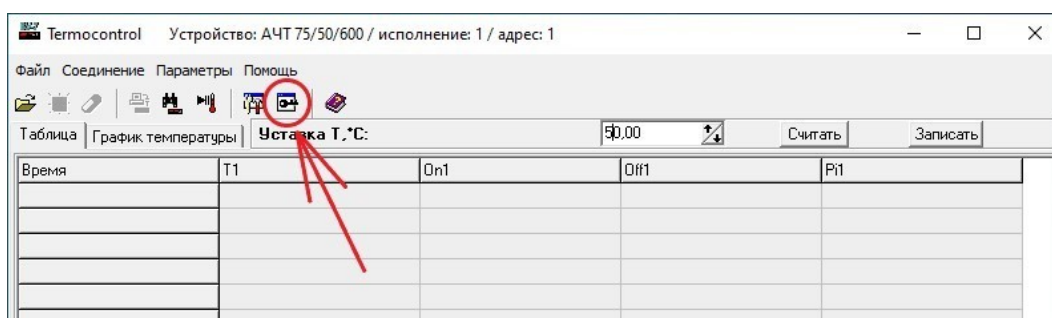 Termocontrol Устройство: АЧТ 75/50/600 / исполнение: 1 / адрес: 1
Файл Соединение Параметры Помощь
Таблица График температуры Уставка T,°C: 50,00 Считать Записать
Время T1 On1 Off1 Pi1